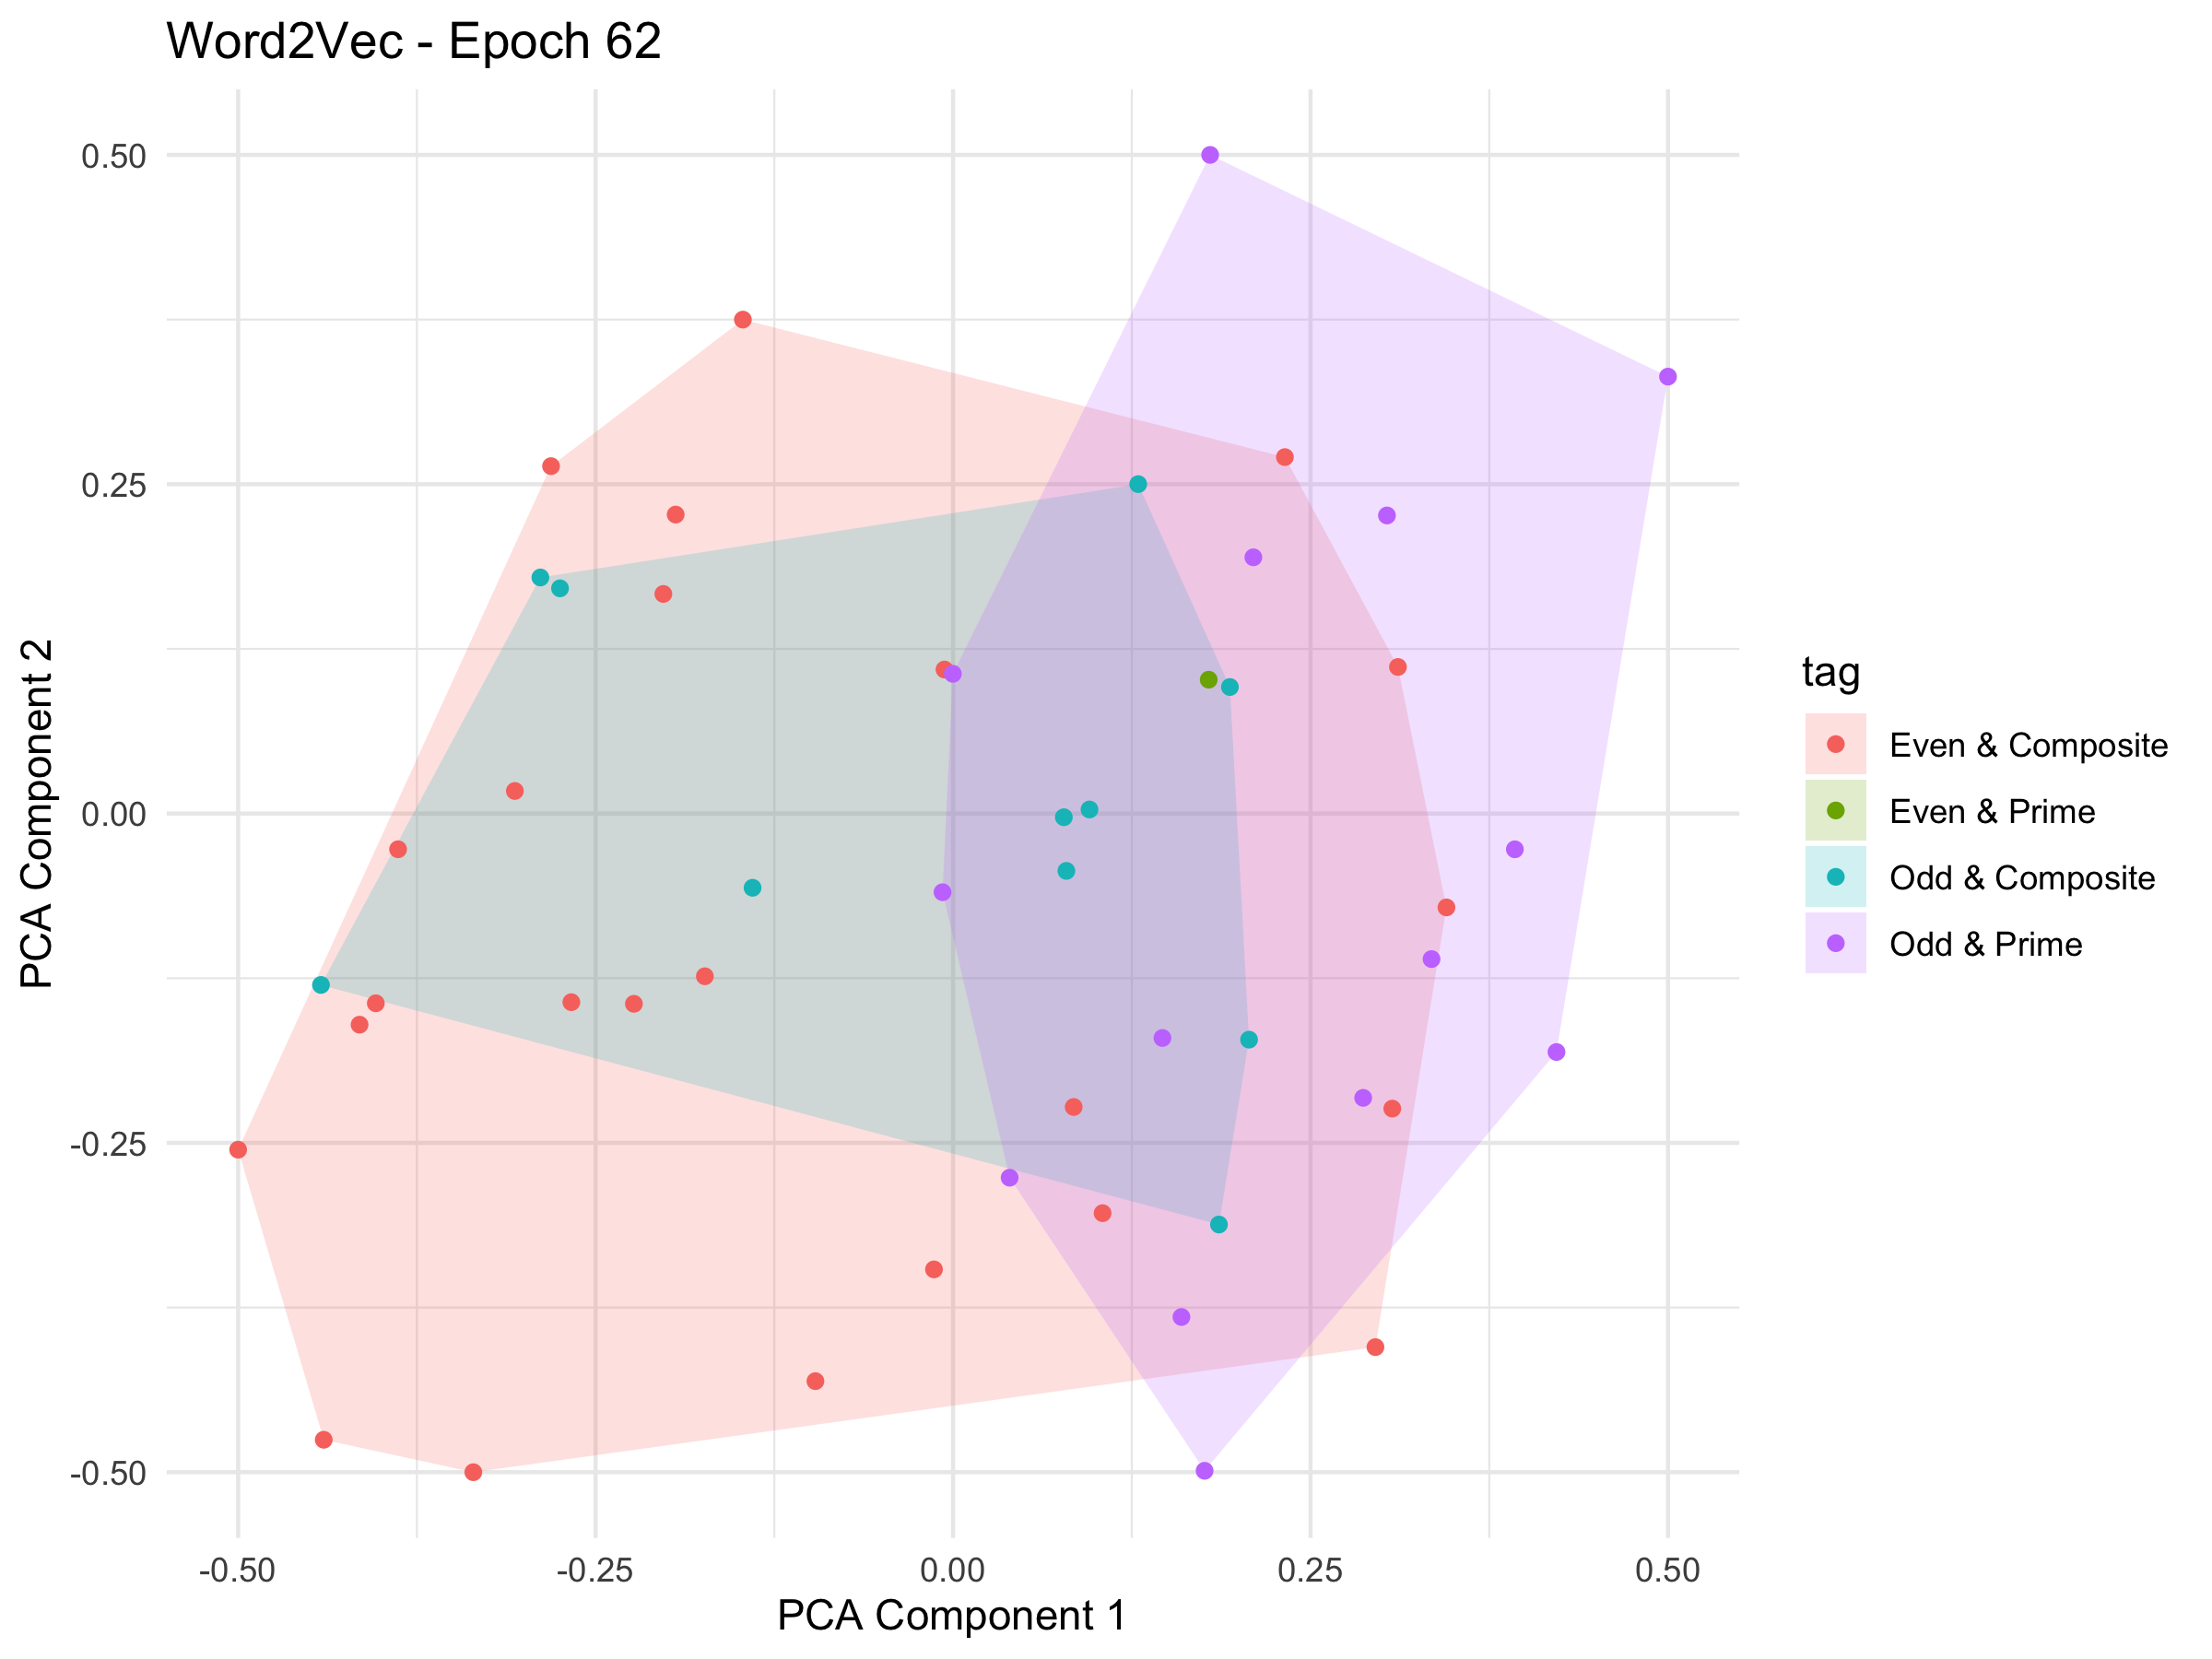 Word2Vec - Epoch 62
PCA Component 2
0.50
0.25
0.00
-0.25
-0.50
-0.50
-0.25
0.00
0.25
0.50
PCA Component 1
tag
Even & Composite
Even & Prime
Odd & Composite
Odd & Prime